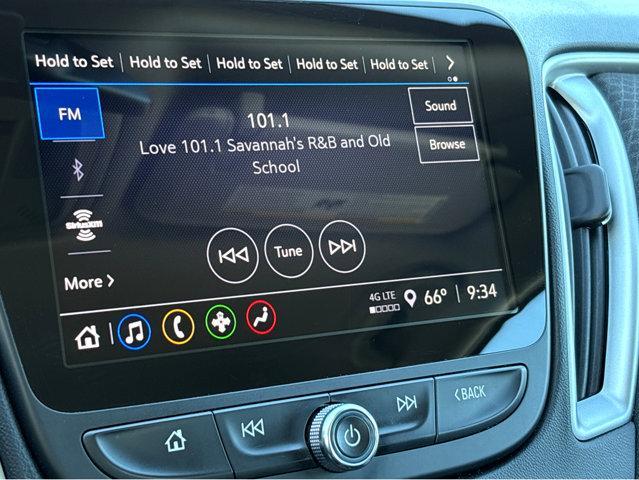 Hold to Set Hold to Set Hold to Set Hold to Set Hold to Set
FM
101.1
Love 101.1 Savannah's R&B and Old
School
Sound
Browse
SiriusXM
Tune
More
4G LTE
66° 9:34
BACK